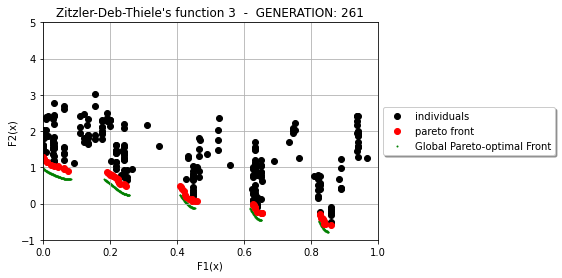 Zitzler-Deb-Thiele's function 3 - GENERATION: 261
5
4
3
2
1
0
−1
F2(x)
0.0 0.2 0.4 0.6 0.8 1.0
F1(x)
individuals
pareto front
Global Pareto-optimal Front